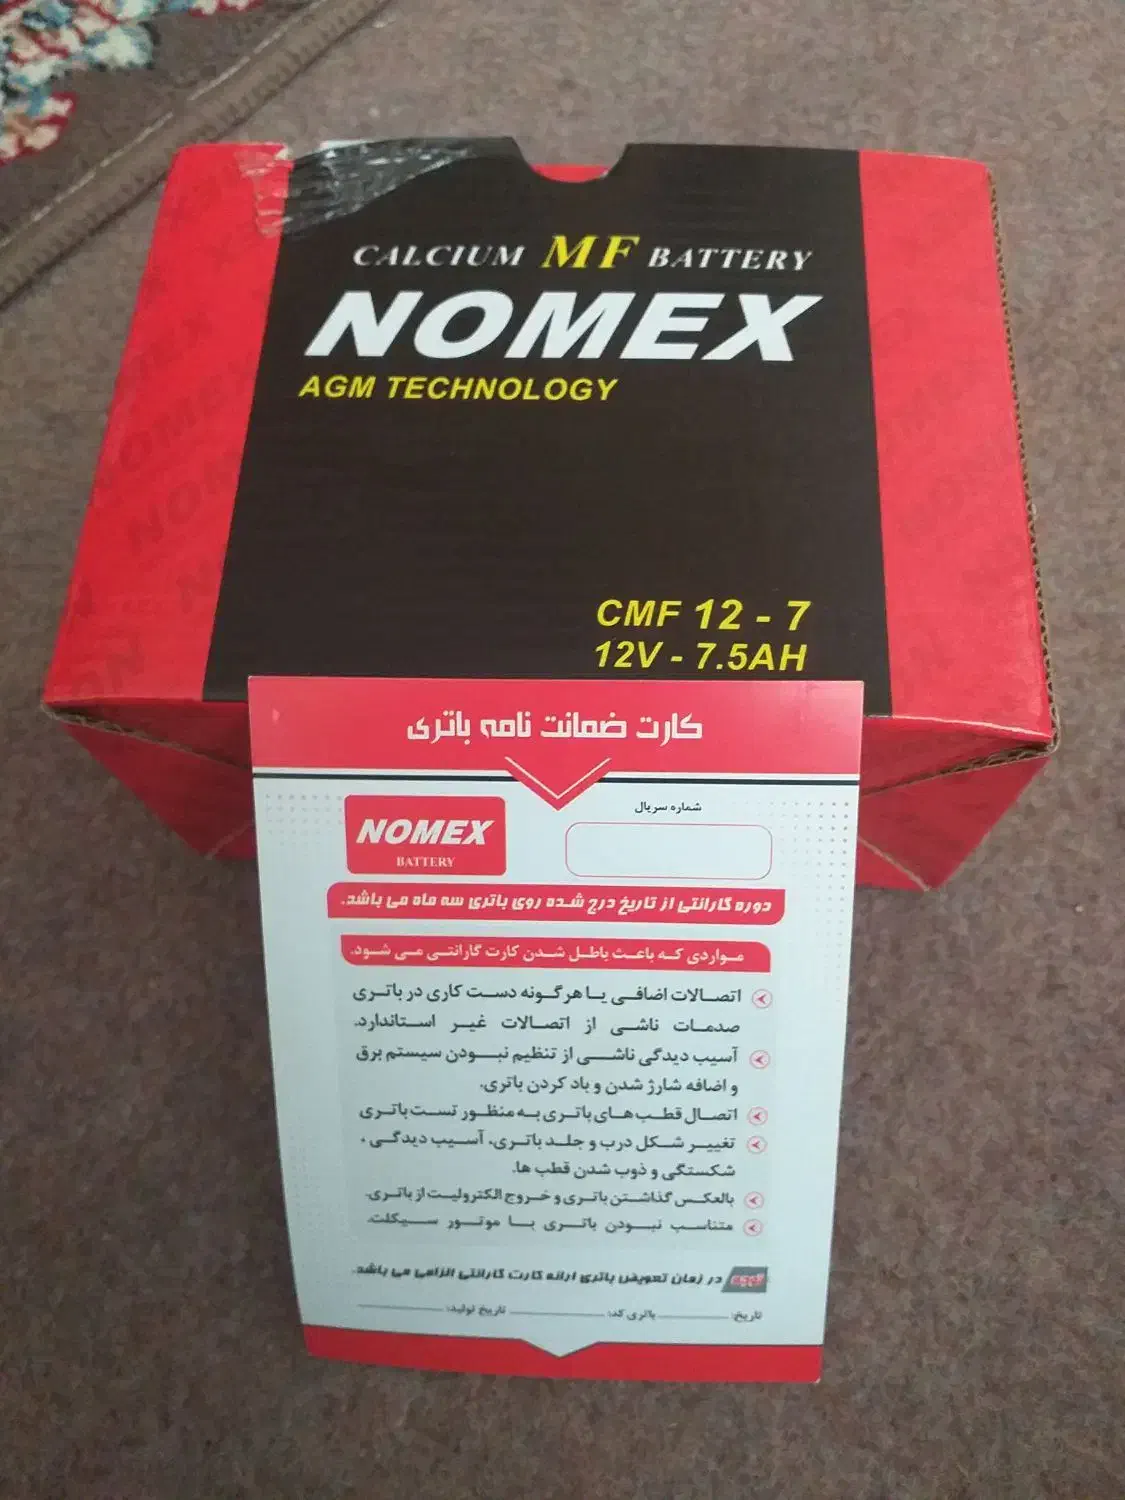 CALCIUM MF BATTERY
NOMEX
AGM TECHNOLOGY
CMF 12 - 7
12V - 7.5AH
کارت ضمانت نامه باتری
شماره سریال
NOMEX
BATTERY
دوره گارانتی از تاریخ درج شده روی باتری سه ماه می باشد.
مواردی که باعث باطل شدن کارت گارانتی می شود.
اتصالات اضافی یا هرگونه دست کاری در باتری
صدمات ناشی از اتصالات غیر استاندارد.
آسیب دیدگی ناشی از تنظیم نبودن سیستم برق
و اضافه شارژ شدن و باد کردن باتری.
اتصال قطب های باتری به منظور تست باتری
تغییر شکل درب و جلد باتری، آسیب دیدگی،
شکستگی و ذوب شدن قطب ها.
بالعکس گذاشتن باتری و خروج الکترولیت از باتری.
متناسب نبودن باتری با موتور سیکلت.
توجه در زمان تعویض باتری ارائه کارت گارانتی الزامی می باشد.
تاریخ: باتری کد: تاریخ تولید: